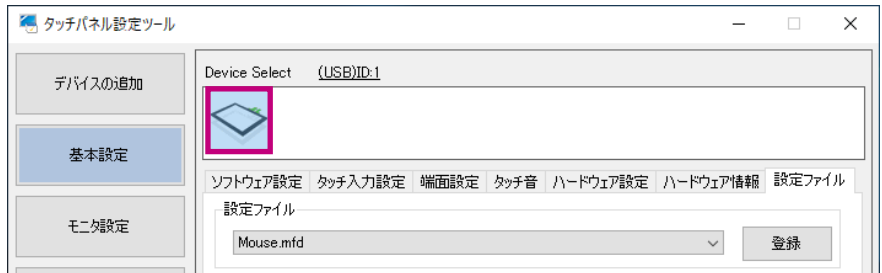 タッチパネル設定ツール
デバイスの追加
基本設定
モニタ設定
Device Select (USB)ID:1
ソフトウェア設定 タッチ入力設定 端面設定 タッチ音 ハードウェア設定 ハードウェア情報 設定ファイル
設定ファイル
Mouse.mfd
登録